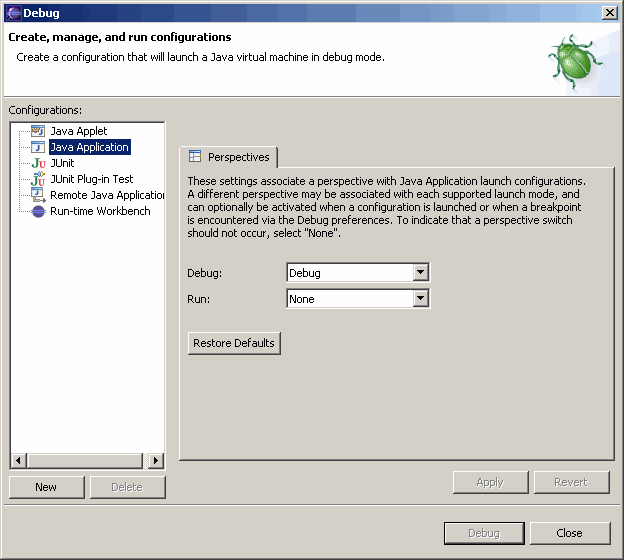 Debug
Create, manage, and run configurations
Create a configuration that will launch a Java virtual machine in debug mode.
Configurations:
Java Applet
Java Application
JUnit
JUnit Plug-in Test
Remote Java Application
Run-time Workbench
Perspectives
These settings associate a perspective with Java Application launch configurations.
A different perspective may be associated with each supported launch mode, and
can optionally be activated when a configuration is launched or when a breakpoint
is encountered via the Debug preferences. To indicate that a perspective switch
should not occur, select "None".
Debug: Debug
Run: None
Restore Defaults
New Delete
Apply Revert
Debug Close